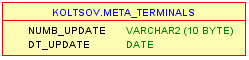 KOLTSOV.META_TERMINALS
NUMB_UPDATE VARCHAR2 (10 BYTE)
DT_UPDATE DATE